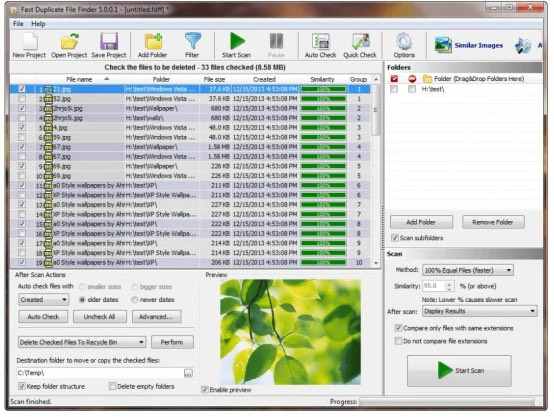 Fast Duplicate File Finder 5.0.0.1 - [untitled.fdff] *
File Help
New Project Open Project Save Project Add Folder Filter Start Scan Pause Auto Check Quick Check Options Similar Images A
Check the files to be deleted - 33 files checked (8.58 MB)
File name Folder File size Created Similarity Group
1 21.jpg H:\test\Windows Vista ... 37.6 KB 12/15/2013 4:53:08 PM 100% 1
2 52.jpg H:\test\Windows Vista ... 37.6 KB 12/15/2013 4:53:08 PM 100% 1
3 2hrjoS.jpg H:\test\Wallpaper\ 680 KB 12/15/2013 4:53:08 PM 100% 2
4 2hrjoS.jpg H:\test\wallz\ 680 KB 12/15/2013 4:53:08 PM 100% 2
5 4.jpg H:\test\Windows Vista ... 48.0 KB 12/15/2013 4:53:08 PM 100% 3
6 59.jpg H:\test\Windows Vista ... 48.0 KB 12/15/2013 4:53:08 PM 100% 3
7 67.jpg H:\test\Wallpaper\ 1.58 MB 12/15/2013 4:53:08 PM 100% 4
8 67.jpg H:\test\Windows Vista ... 1.58 MB 12/15/2013 4:53:08 PM 100% 4
9 69.jpg H:\test\Wallpaper\ 226 KB 12/15/2013 4:53:08 PM 100% 5
10 69.jpg H:\test\Windows Vista ... 226 KB 12/15/2013 4:53:08 PM 100% 5
11 a0 Style wallpapers by Ahr H:\test\XP\ 211 KB 12/15/2013 4:53:08 PM 100% 6
12 XP Style wallpapers by Ahr H:\test\XP Style Wallpa... 211 KB 12/15/2013 4:53:08 PM 100% 6
13 a0 Style wallpapers by Ahr H:\test\XP\ 227 KB 12/15/2013 4:53:08 PM 100% 7
14 XP Style wallpapers by Ahr H:\test\XP Style Wallpa... 227 KB 12/15/2013 4:53:08 PM 100% 7
15 a0 Style wallpapers by Ahr H:\test\XP\ 222 KB 12/15/2013 4:53:08 PM 100% 8
16 XP Style wallpapers by Ahr H:\test\XP Style Wallpa... 222 KB 12/15/2013 4:53:08 PM 100% 8
17 a0 Style wallpapers by Ahr H:\test\XP\ 214 KB 12/15/2013 4:53:08 PM 100% 9
18 XP Style wallpapers by Ahr H:\test\XP Style Wallpa... 214 KB 12/15/2013 4:53:08 PM 100% 9
19 a0 Style wallpapers by Ahr H:\test\XP\ 206 KB 12/15/2013 4:53:08 PM 100% 10
Folders
Folder (Drag&Drop Folders Here)
H:\test\
Add Folder Remove Folder
Scan subfolders
Scan
Method: 100% Equal Files (faster)
Similarity: 95.0 % (or above)
Note: Lower % causes slower scan
After scan: Display Results
Compare only files with same extensions
Do not compare file extensions
Start Scan
After Scan Actions
Auto check files with smaller sizes bigger sizes
Created older dates newer dates
Auto Check Uncheck All Advanced...
Delete Checked Files To Recycle Bin Perform
Destination folder to move or copy the checked files:
C:\Temp\ ...
Keep folder structure Delete empty folders
Preview
Enable preview
Scan finished. Progress: